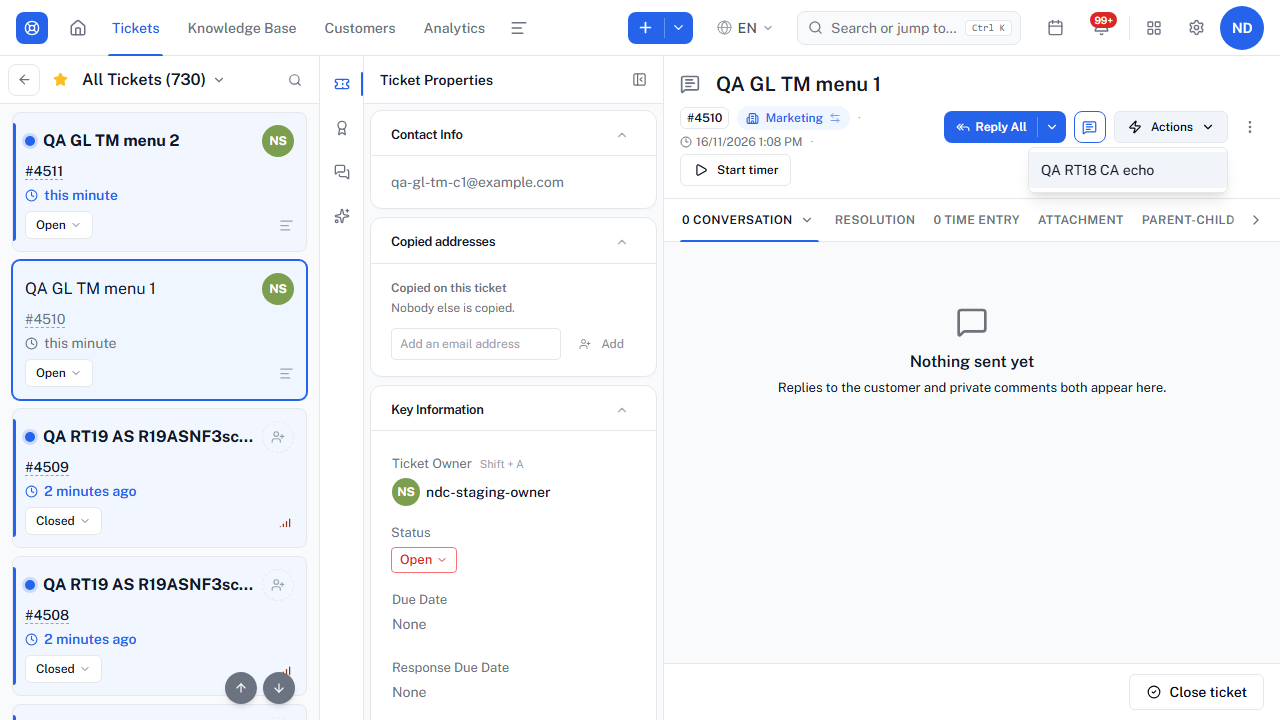 Tickets
Knowledge Base
Customers
Analytics
EN
Search or jump to...
Ctrl K
99+
ND
All Tickets (730)
QA GL TM menu 2
NS
#4511
this minute
Open
QA GL TM menu 1
NS
#4510
this minute
Open
QA RT19 AS R19ASNF3sc...
#4509
2 minutes ago
Closed
QA RT19 AS R19ASNF3sc...
#4508
2 minutes ago
Closed
Ticket Properties
Contact Info
qa-gl-tm-c1@example.com
Copied addresses
Copied on this ticket
Nobody else is copied.
Add an email address
Add
Key Information
Ticket Owner Shift + A
NS ndc-staging-owner
Status
Open
Due Date
None
Response Due Date
None
QA GL TM menu 1
#4510
Marketing
16/11/2026 1:08 PM
Start timer
Reply All
Actions
QA RT18 CA echo
0 CONVERSATION
RESOLUTION
0 TIME ENTRY
ATTACHMENT
PARENT-CHILD
Nothing sent yet
Replies to the customer and private comments both appear here.
Close ticket